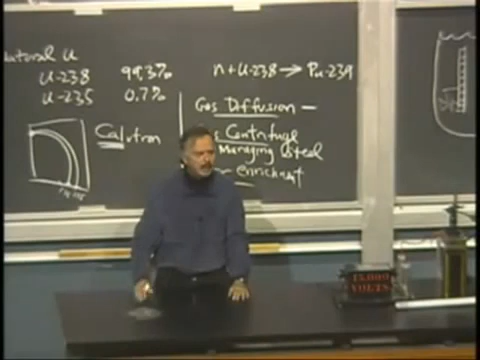 Natural U
U-238 99.3%
U-235 0.7%
n+U-238→Pu-239
Calutron
Gas Diffusion —
Centrifuge
Maraging Steel
enrichment
15,000
VOLTS